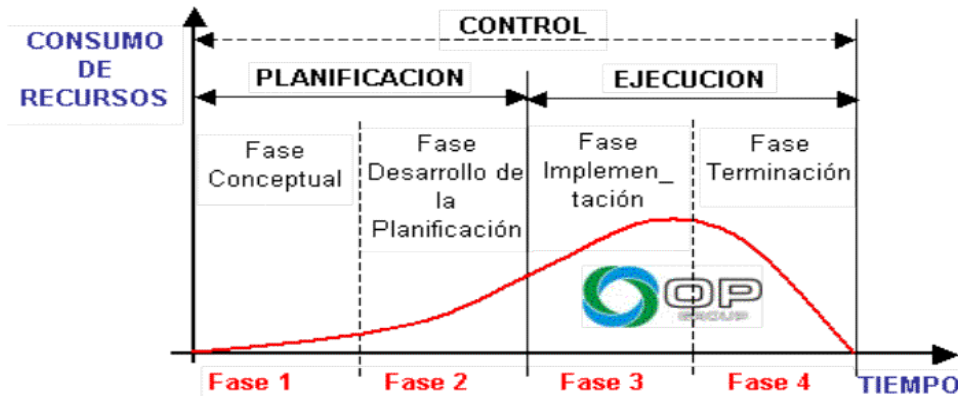 CONSUMO
DE
RECURSOS
CONTROL
PLANIFICACION
EJECUCION
Fase
Conceptual
Fase
Desarrollo de
la
Planificación
Fase
Implemen_
tación
Fase
Terminación
OP
GROUP
Fase 1
Fase 2
Fase 3
Fase 4
TIEMPO